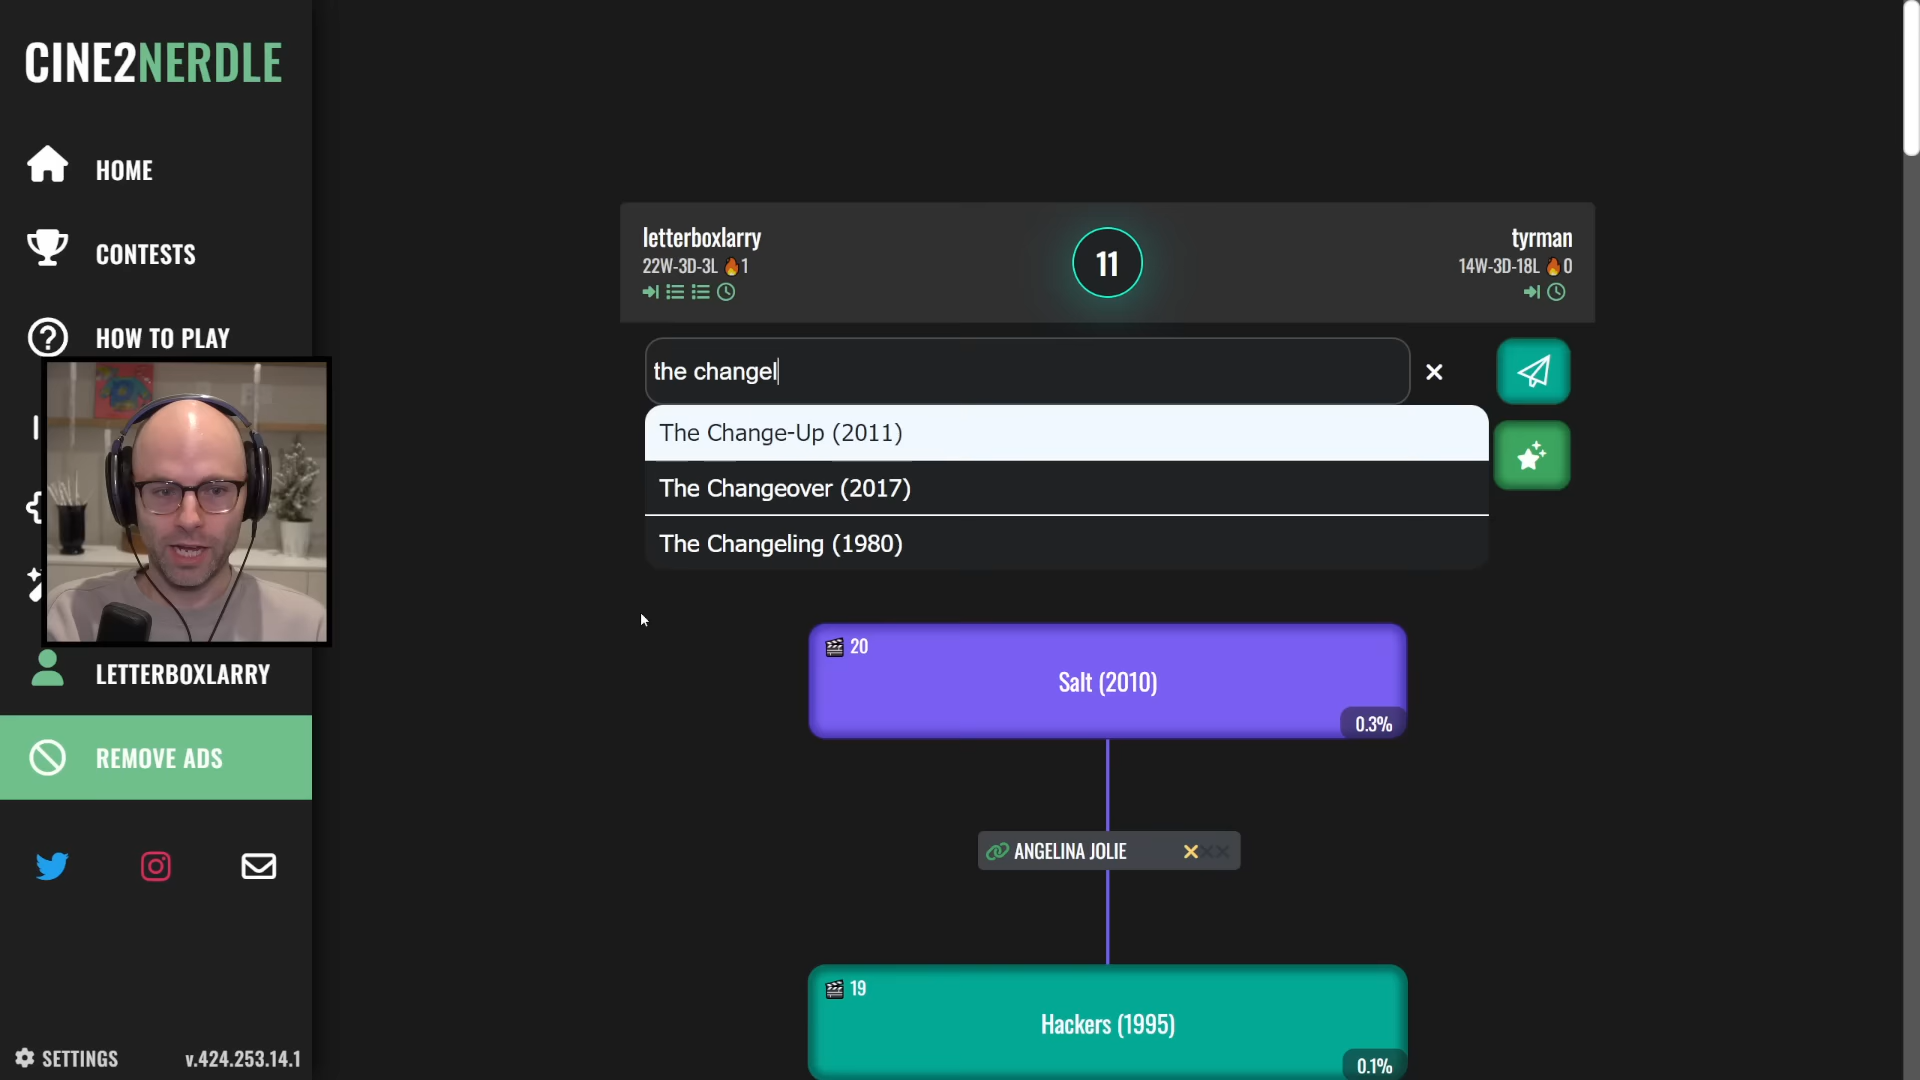 CINE2NERDLE
HOME
CONTESTS
HOW TO PLAY
LETTERBOXLARRY
REMOVE ADS
SETTINGS
v.424.253.14.1
letterboxlarry
22W-3D-3L 🔥1
11
tyrman
14W-3D-18L 🔥0
the changel
The Change-Up (2011)
The Changeover (2017)
The Changeling (1980)
20
Salt (2010)
0.3%
ANGELINA JOLIE
19
Hackers (1995)
0.1%